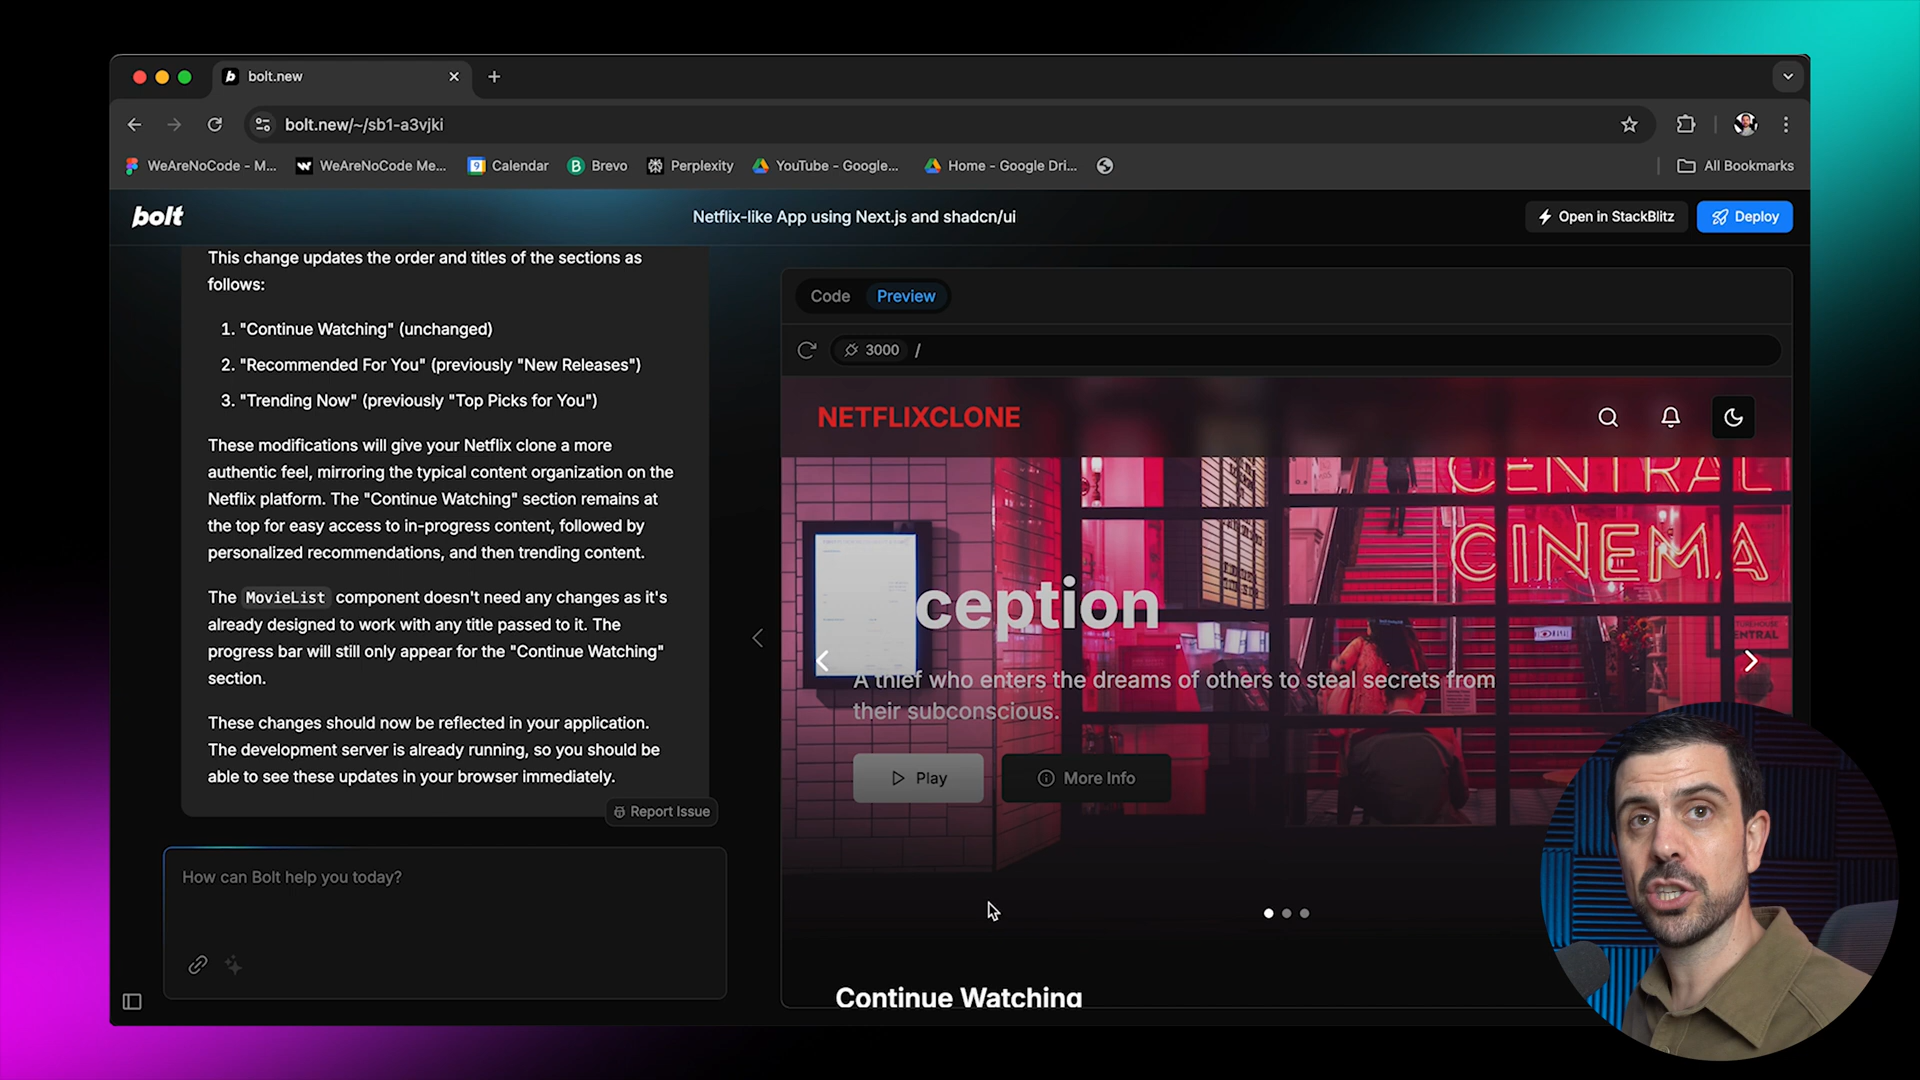 bolt.new
bolt.new/~/sb1-a3vjki
WeAreNoCode - M...
WeAreNoCode Me...
Calendar
Brevo
Perplexity
YouTube - Google...
Home - Google Dri...
All Bookmarks
bolt
Netflix-like App using Next.js and shadcn/ui
Open in StackBlitz
Deploy
This change updates the order and titles of the sections as
follows:
1. "Continue Watching" (unchanged)
2. "Recommended For You" (previously "New Releases")
3. "Trending Now" (previously "Top Picks for You")
These modifications will give your Netflix clone a more
authentic feel, mirroring the typical content organization on the
Netflix platform. The "Continue Watching" section remains at
the top for easy access to in-progress content, followed by
personalized recommendations, and then trending content.
The MovieList component doesn't need any changes as it's
already designed to work with any title passed to it. The
progress bar will still only appear for the "Continue Watching"
section.
These changes should now be reflected in your application.
The development server is already running, so you should be
able to see these updates in your browser immediately.
Report Issue
How can Bolt help you today?
Code
Preview
3000 /
NETFLIXCLONE
CENTRAL
CINEMA
CENTRAL
ception
A thief who enters the dreams of others to steal secrets from
their subconscious.
Play
More Info
Continue Watching